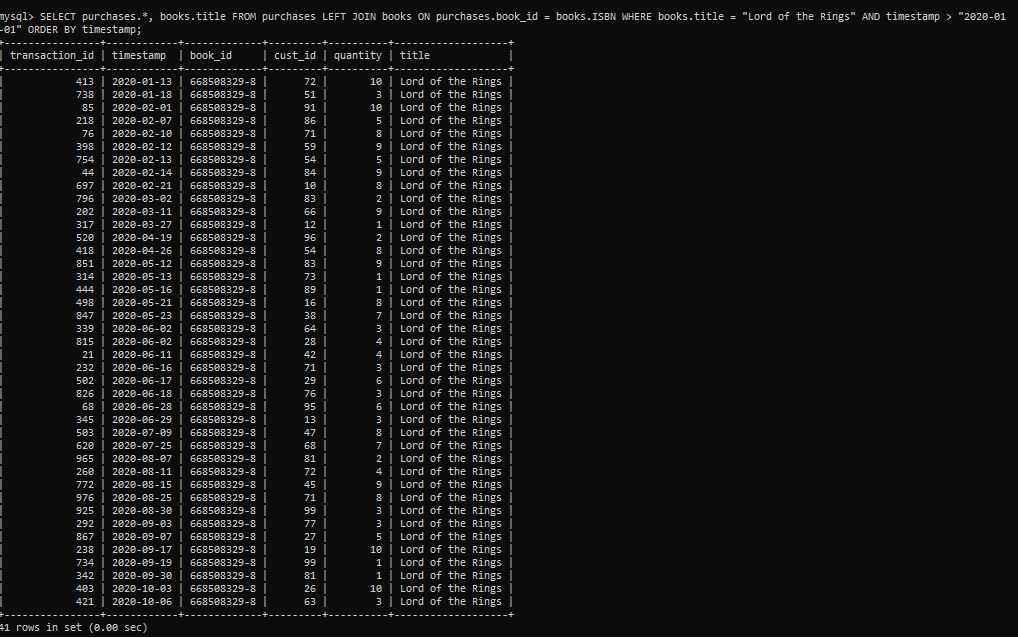 mysql> SELECT purchases.*, books.title FROM purchases LEFT JOIN books ON purchases.book_id = books.ISBN WHERE books.title = "Lord of the Rings" AND timestamp > "2020-01
-01" ORDER BY timestamp;
+----------------+------------+-------------+---------+----------+-------------------+
| transaction_id | timestamp | book_id | cust_id | quantity | title |
+----------------+------------+-------------+---------+----------+-------------------+
| 413 | 2020-01-13 | 668508329-8 | 72 | 10 | Lord of the Rings |
| 738 | 2020-01-18 | 668508329-8 | 51 | 3 | Lord of the Rings |
| 85 | 2020-02-01 | 668508329-8 | 91 | 10 | Lord of the Rings |
| 218 | 2020-02-07 | 668508329-8 | 86 | 5 | Lord of the Rings |
| 76 | 2020-02-10 | 668508329-8 | 71 | 8 | Lord of the Rings |
| 398 | 2020-02-12 | 668508329-8 | 59 | 9 | Lord of the Rings |
| 754 | 2020-02-13 | 668508329-8 | 54 | 5 | Lord of the Rings |
| 44 | 2020-02-14 | 668508329-8 | 84 | 9 | Lord of the Rings |
| 697 | 2020-02-21 | 668508329-8 | 10 | 8 | Lord of the Rings |
| 796 | 2020-03-02 | 668508329-8 | 83 | 2 | Lord of the Rings |
| 202 | 2020-03-11 | 668508329-8 | 66 | 9 | Lord of the Rings |
| 317 | 2020-03-27 | 668508329-8 | 12 | 1 | Lord of the Rings |
| 520 | 2020-04-19 | 668508329-8 | 96 | 2 | Lord of the Rings |
| 418 | 2020-04-26 | 668508329-8 | 54 | 8 | Lord of the Rings |
| 851 | 2020-05-12 | 668508329-8 | 83 | 9 | Lord of the Rings |
| 314 | 2020-05-13 | 668508329-8 | 73 | 1 | Lord of the Rings |
| 444 | 2020-05-16 | 668508329-8 | 89 | 1 | Lord of the Rings |
| 498 | 2020-05-21 | 668508329-8 | 16 | 8 | Lord of the Rings |
| 847 | 2020-05-23 | 668508329-8 | 38 | 7 | Lord of the Rings |
| 339 | 2020-06-02 | 668508329-8 | 64 | 3 | Lord of the Rings |
| 815 | 2020-06-02 | 668508329-8 | 28 | 4 | Lord of the Rings |
| 21 | 2020-06-11 | 668508329-8 | 42 | 4 | Lord of the Rings |
| 232 | 2020-06-16 | 668508329-8 | 71 | 3 | Lord of the Rings |
| 502 | 2020-06-17 | 668508329-8 | 29 | 6 | Lord of the Rings |
| 826 | 2020-06-18 | 668508329-8 | 76 | 3 | Lord of the Rings |
| 68 | 2020-06-28 | 668508329-8 | 95 | 6 | Lord of the Rings |
| 345 | 2020-06-29 | 668508329-8 | 13 | 3 | Lord of the Rings |
| 503 | 2020-07-09 | 668508329-8 | 47 | 8 | Lord of the Rings |
| 620 | 2020-07-25 | 668508329-8 | 68 | 7 | Lord of the Rings |
| 965 | 2020-08-07 | 668508329-8 | 81 | 2 | Lord of the Rings |
| 260 | 2020-08-11 | 668508329-8 | 72 | 4 | Lord of the Rings |
| 772 | 2020-08-15 | 668508329-8 | 45 | 9 | Lord of the Rings |
| 976 | 2020-08-25 | 668508329-8 | 71 | 8 | Lord of the Rings |
| 925 | 2020-08-30 | 668508329-8 | 99 | 3 | Lord of the Rings |
| 292 | 2020-09-03 | 668508329-8 | 77 | 3 | Lord of the Rings |
| 867 | 2020-09-07 | 668508329-8 | 27 | 5 | Lord of the Rings |
| 238 | 2020-09-17 | 668508329-8 | 19 | 10 | Lord of the Rings |
| 734 | 2020-09-19 | 668508329-8 | 99 | 1 | Lord of the Rings |
| 342 | 2020-09-30 | 668508329-8 | 81 | 1 | Lord of the Rings |
| 403 | 2020-10-03 | 668508329-8 | 26 | 10 | Lord of the Rings |
| 421 | 2020-10-06 | 668508329-8 | 63 | 3 | Lord of the Rings |
+----------------+------------+-------------+---------+----------+-------------------+
41 rows in set (0.00 sec)